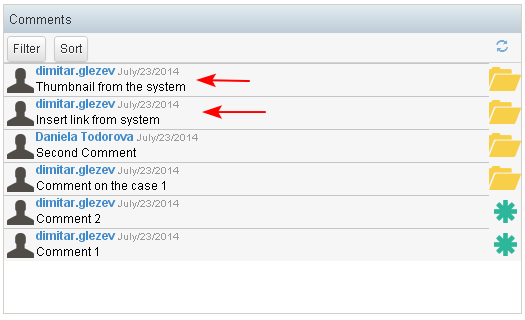 Comments
Filter Sort
dimitar.glezev July/23/2014
Thumbnail from the system
dimitar.glezev July/23/2014
Insert link from system
Daniela Todorova July/23/2014
Second Comment
dimitar.glezev July/23/2014
Comment on the case 1
dimitar.glezev July/23/2014
Comment 2
dimitar.glezev July/23/2014
Comment 1